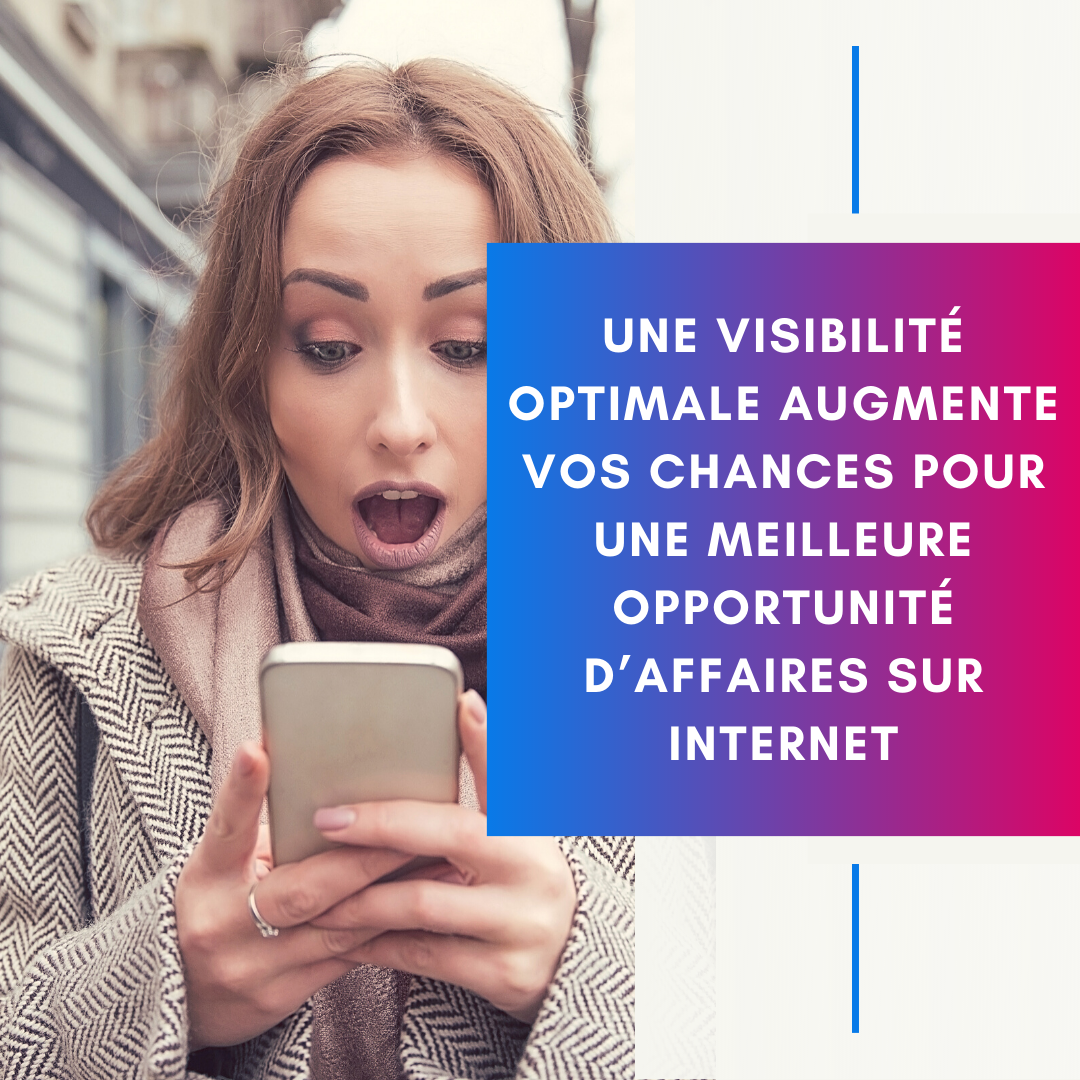 UNE VISIBILITÉ
OPTIMALE AUGMENTE
VOS CHANCES POUR
UNE MEILLEURE
OPPORTUNITÉ
D’AFFAIRES SUR
INTERNET